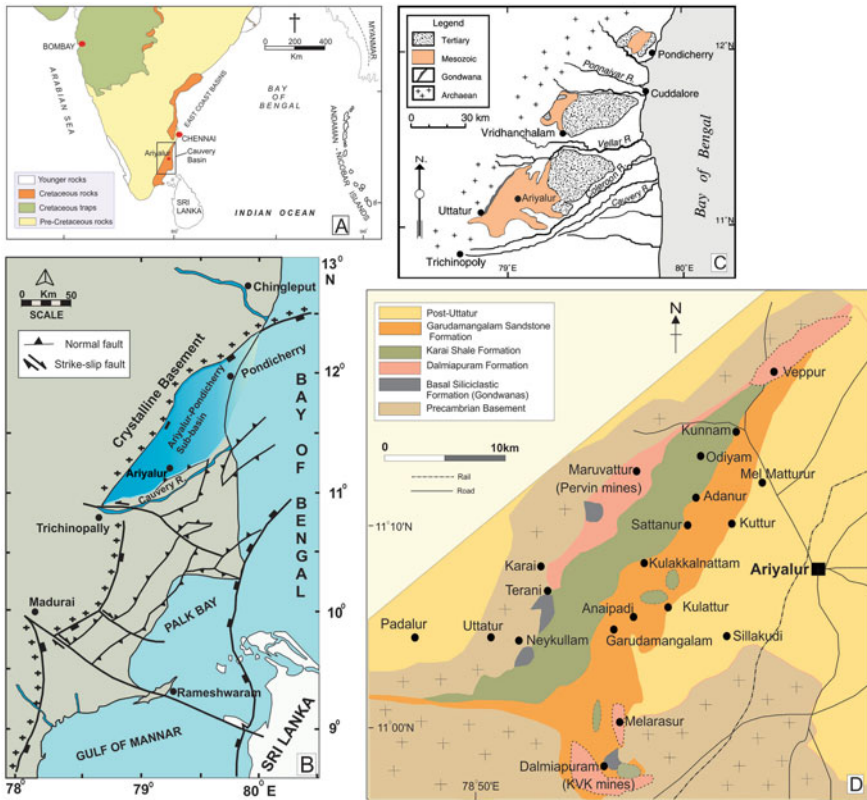 BOMBAY
ARABIAN SEA
0 200 400
Km
BAY
OF
BENGAL
MYANMAR
EAST COAST BASINS
CHENNAI
Ariyalur
Cauvery
Basin
ANDAMAN - NICOBAR ISLANDS
SRI
LANKA
INDIAN OCEAN
Younger rocks
Cretaceous rocks
Cretaceous traps
Pre-Cretaceous rocks
A
Legend
Tertiary
Mesozoic
Gondwana
Archaean
0 30 km
N
12°N
Pondicherry
Ponnaiyar R.
Cuddalore
Vridhanchalam
Vellar R
Coleroon R.
Cauvery R.
Uttatur
Ariyalur
Trichinopoly
Bay of Bengal
11°N
79°E
80°E
C
0 Km 50
SCALE
Normal fault
Strike-slip fault
13°
N
Chingleput
12°
Pondicherry
Crystalline Basement
Ariyalur-Pondicherry
Sub-basin
Ariyalur
Cauvery R
11°
Trichinopally
BAY OF BENGAL
Madurai
10°
PALK BAY
Rameshwaram
9°
GULF OF MANNAR
SRI LANKA
78°
79°
80° E
B
Post-Uttatur
Garudamangalam Sandstone
Formation
Karai Shale Formation
Dalmiapuram Formation
Basal Siliciclastic
Formation (Gondwanas)
Precambrian Basement
N
0 10km
Rail
Road
Veppur
Kunnam
Odiyam
Mel Matturur
Maruvattur
(Pervin mines)
Adanur
Sattanur
Kuttur
11°10'
Karai
Kulakkalnattam
Ariyalur
Terani
Anaipadi
Kulattur
Padalur
Uttatur
Neykullam
Garudamangalam
Sillakudi
11° 00'
Melarasur
Dalmiapuram
(KVK mines)
78° 50'
D